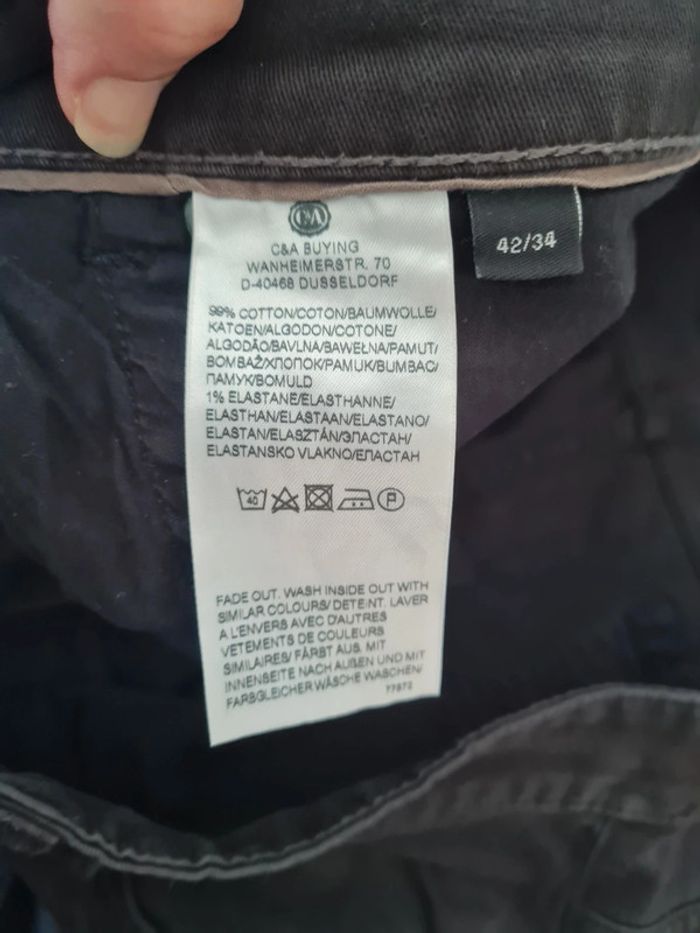 C&A
C&A BUYING
WANHEIMERSTR. 70
D-40468 DUSSELDORF
42/34
99% COTTON/COTON/BAUMWOLLE/
KATOEN/ALGODON/COTONE/
ALGODÃO/BAVLNA/BAWEŁNA/PAMUT/
BOMBAŽ/ХЛОПОК/PAMUK/BUMBAC/
ПАМУК/BOMULD
1% ELASTANE/ELASTHANNE/
ELASTHAN/ELASTAAN/ELASTANO/
ELASTAN/ELASZTÁN/ЭЛАСТАН/
ELASTANSKO VLAKNO/ЕЛАСТАН
40
P
FADE OUT. WASH INSIDE OUT WITH
SIMILAR COLOURS/ DETEINT. LAVER
A L'ENVERS AVEC D'AUTRES
VETEMENTS DE COULEURS
SIMILAIRES/ FÄRBT AUS. MIT
INNENSEITE NACH AUßEN UND MIT
FARBGLEICHER WÄSCHE WASCHEN/
77872